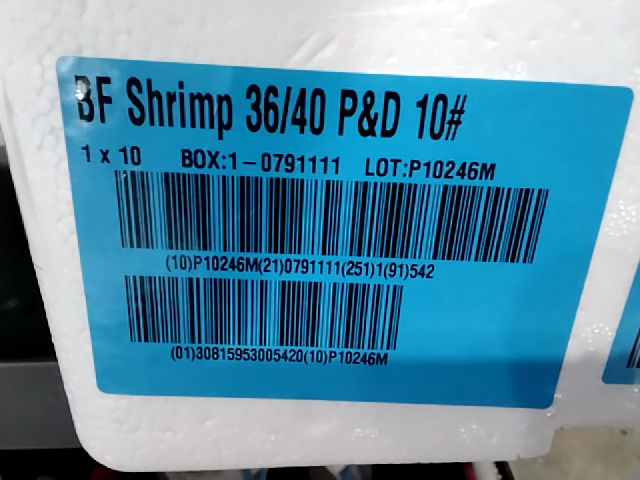 BF Shrimp 36/40 P&D 10#
1 x 10 BOX:1-0791111 LOT:P10246M
(10)P10246M(21)0791111(251)1(91)542
(01)30815953005420(10)P10246M